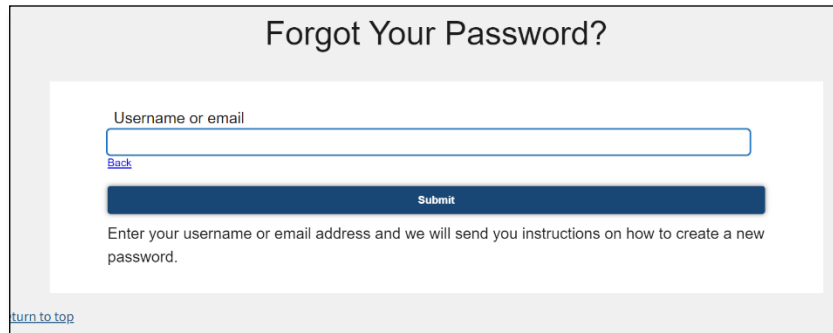 Forgot Your Password?
Username or email
Back
Submit
Enter your username or email address and we will send you instructions on how to create a new
password.
turn to top